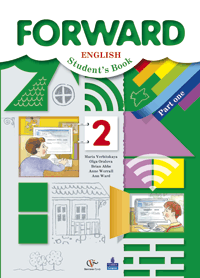 FORWARD
ENGLISH
Student's Book
Part one
2
Maria Verbitskaya
Olga Oralova
Brian Abbs
Anne Worrall
Ann Ward